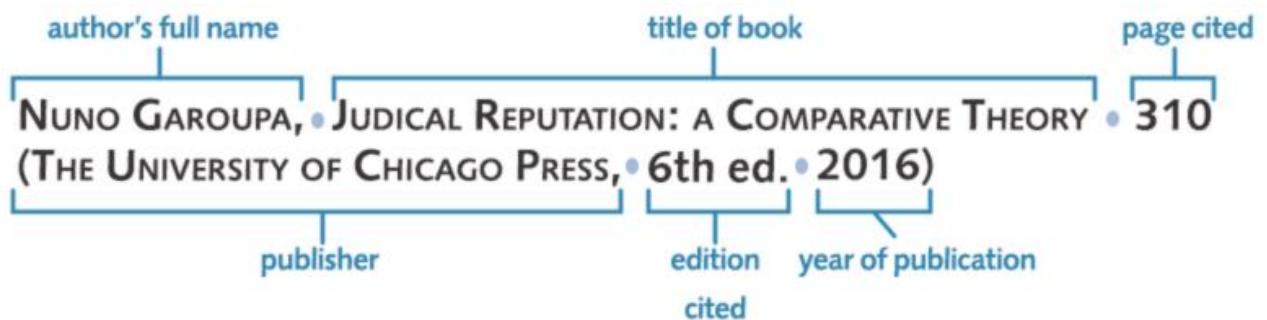 author's full name title of book page cited
NUNO GAROUPA, • JUDICAL REPUTATION: A COMPARATIVE THEORY • 310
(THE UNIVERSITY OF CHICAGO PRESS, • 6th ed. • 2016)
publisher edition year of publication
cited